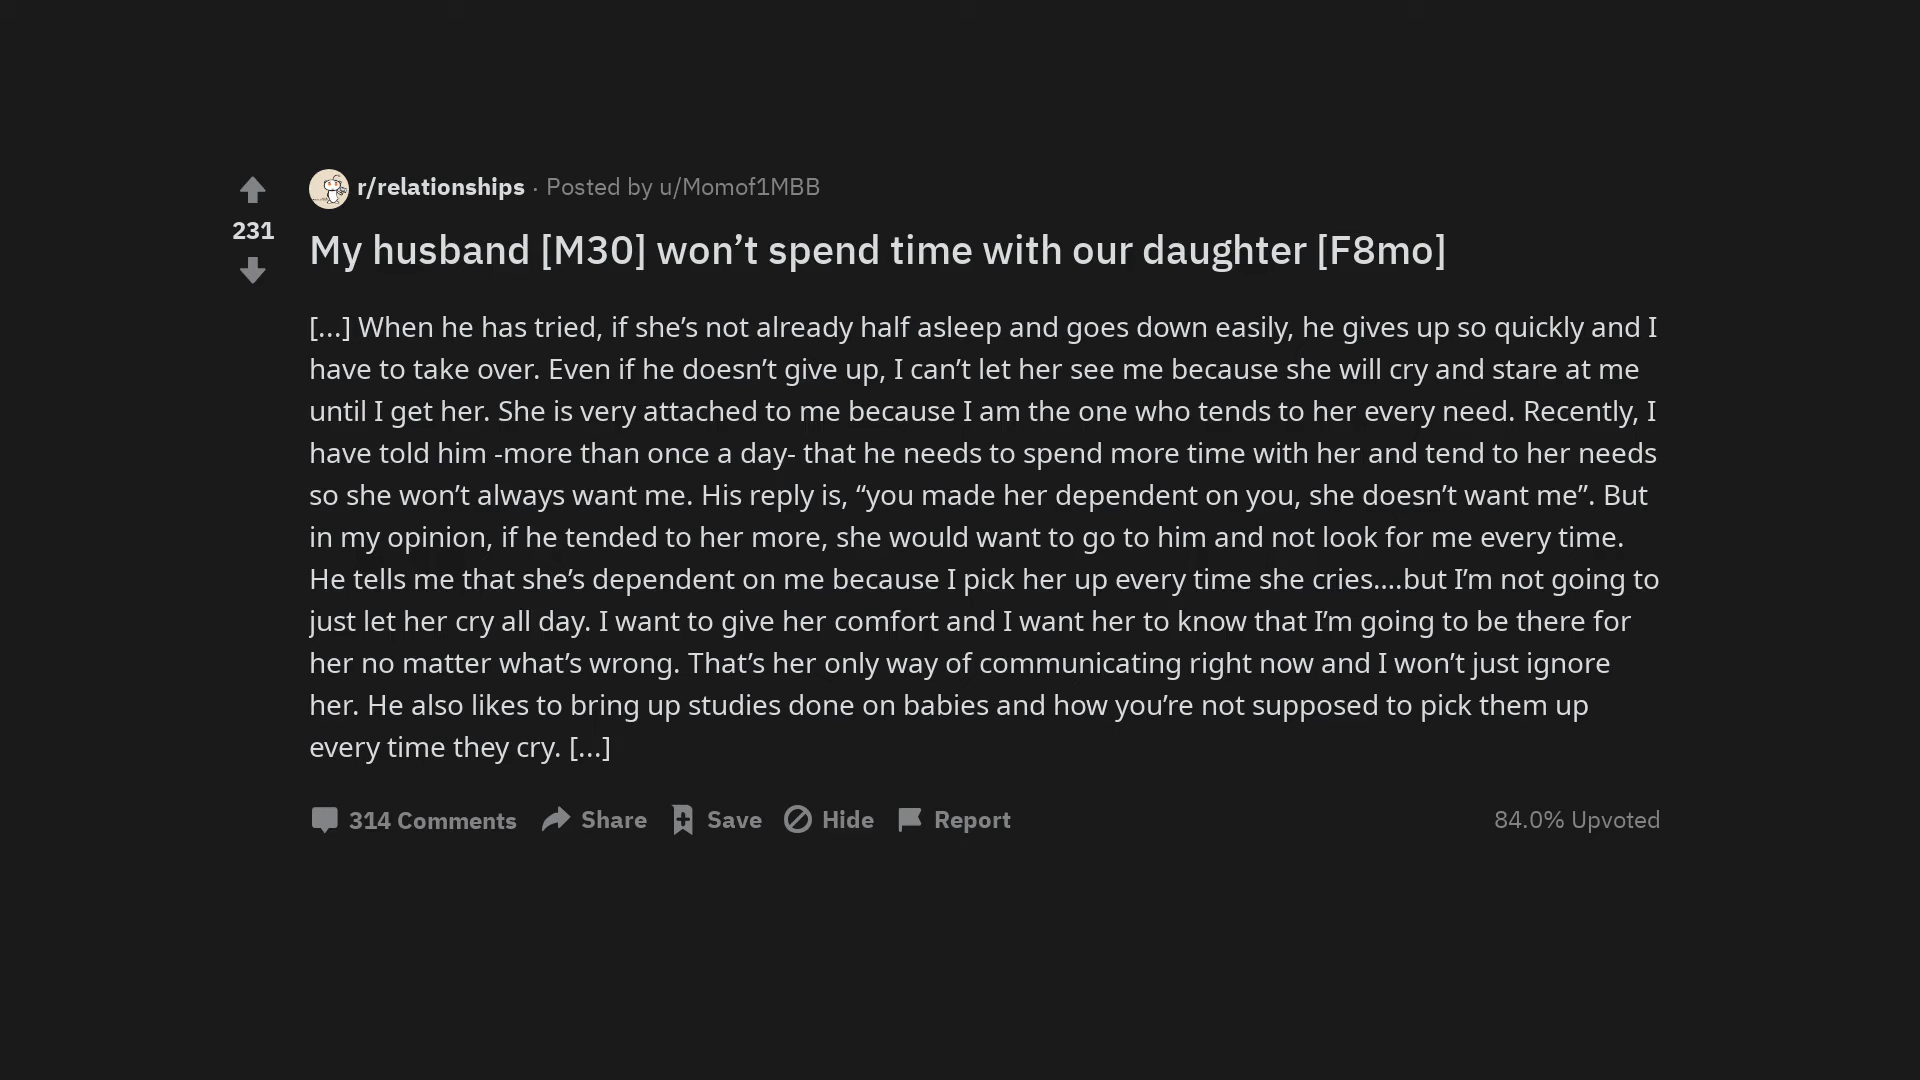 r/relationships · Posted by u/Momof1MBB
231
My husband [M30] won’t spend time with our daughter [F8mo]
[...] When he has tried, if she’s not already half asleep and goes down easily, he gives up so quickly and I
have to take over. Even if he doesn’t give up, I can’t let her see me because she will cry and stare at me
until I get her. She is very attached to me because I am the one who tends to her every need. Recently, I
have told him -more than once a day- that he needs to spend more time with her and tend to her needs
so she won’t always want me. His reply is, “you made her dependent on you, she doesn’t want me”. But
in my opinion, if he tended to her more, she would want to go to him and not look for me every time.
He tells me that she’s dependent on me because I pick her up every time she cries....but I’m not going to
just let her cry all day. I want to give her comfort and I want her to know that I’m going to be there for
her no matter what’s wrong. That’s her only way of communicating right now and I won’t just ignore
her. He also likes to bring up studies done on babies and how you’re not supposed to pick them up
every time they cry. [...]
314 Comments Share Save Hide Report 84.0% Upvoted